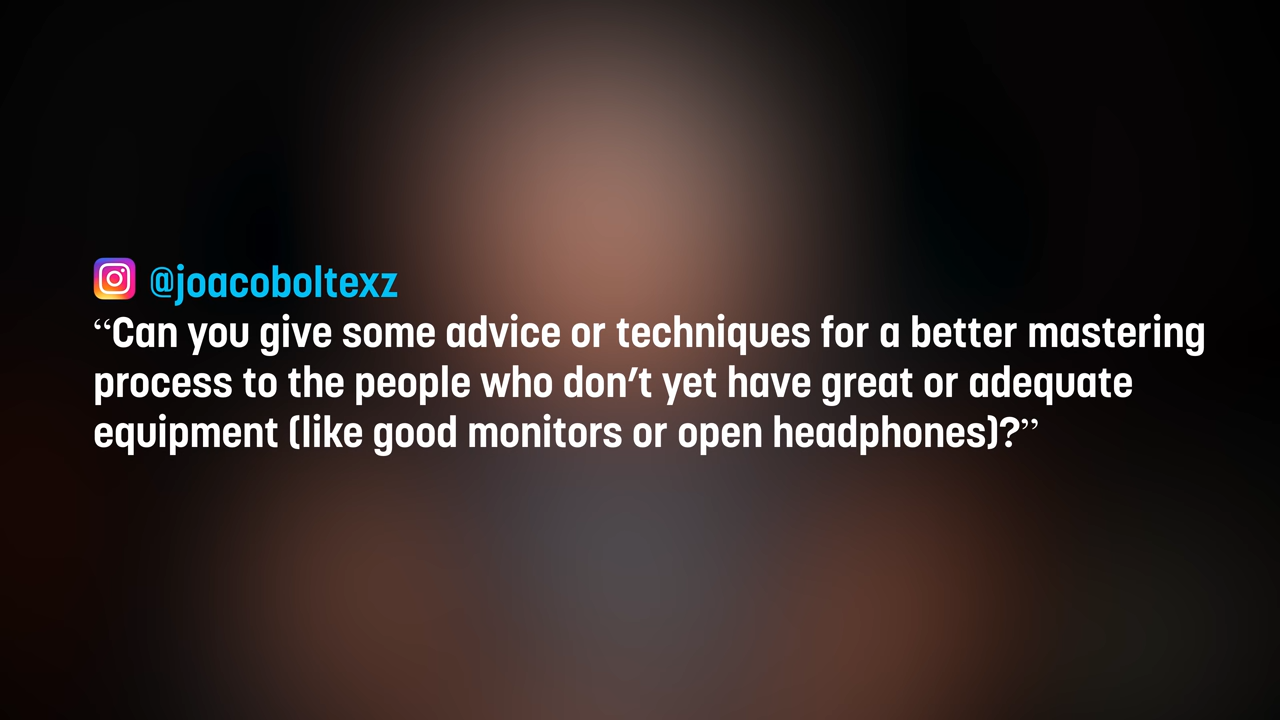 @joacoboltexz
“Can you give some advice or techniques for a better mastering
process to the people who don’t yet have great or adequate
equipment (like good monitors or open headphones)?”